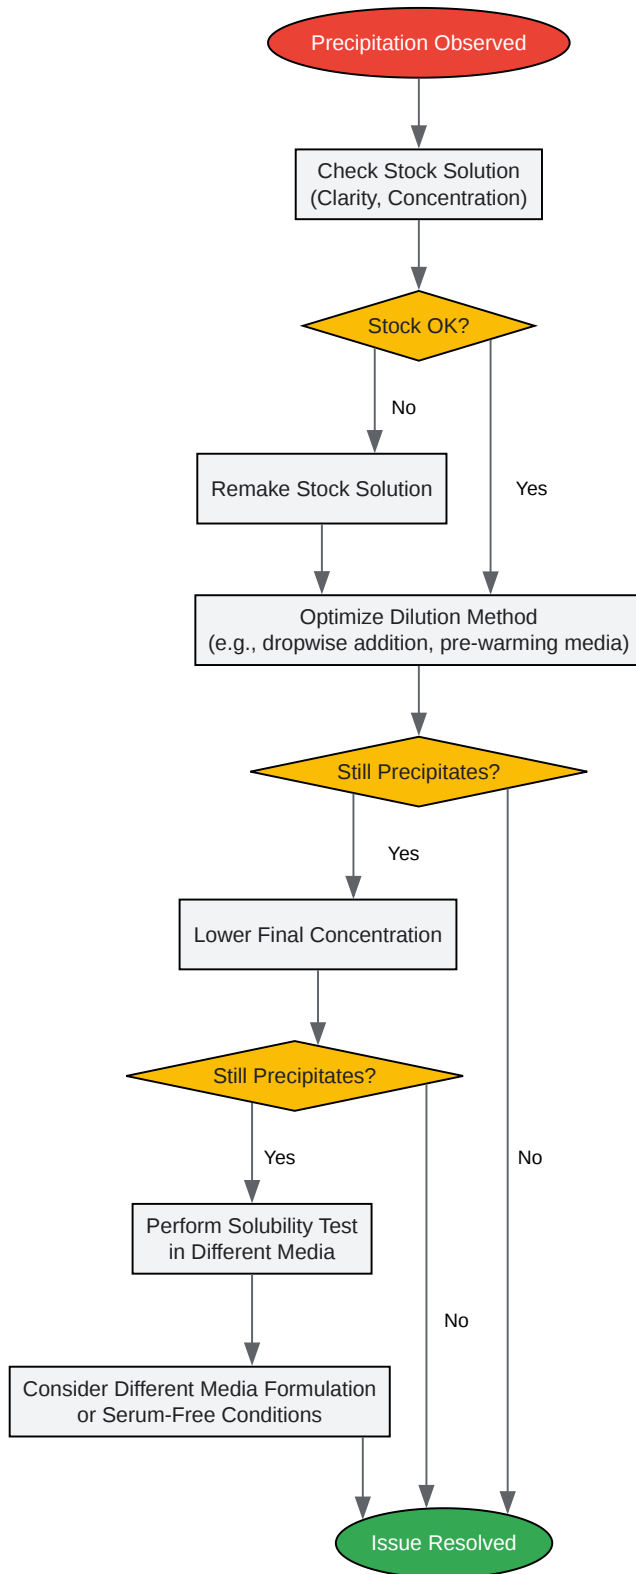 Precipitation Observed
Check Stock Solution
(Clarity, Concentration)
Stock OK?
No
Remake Stock Solution
Yes
Optimize Dilution Method
(e.g., dropwise addition, pre-warming media)
Still Precipitates?
Yes
Lower Final Concentration
Still Precipitates?
Yes
No
Perform Solubility Test
in Different Media
No
Consider Different Media Formulation
or Serum-Free Conditions
Issue Resolved